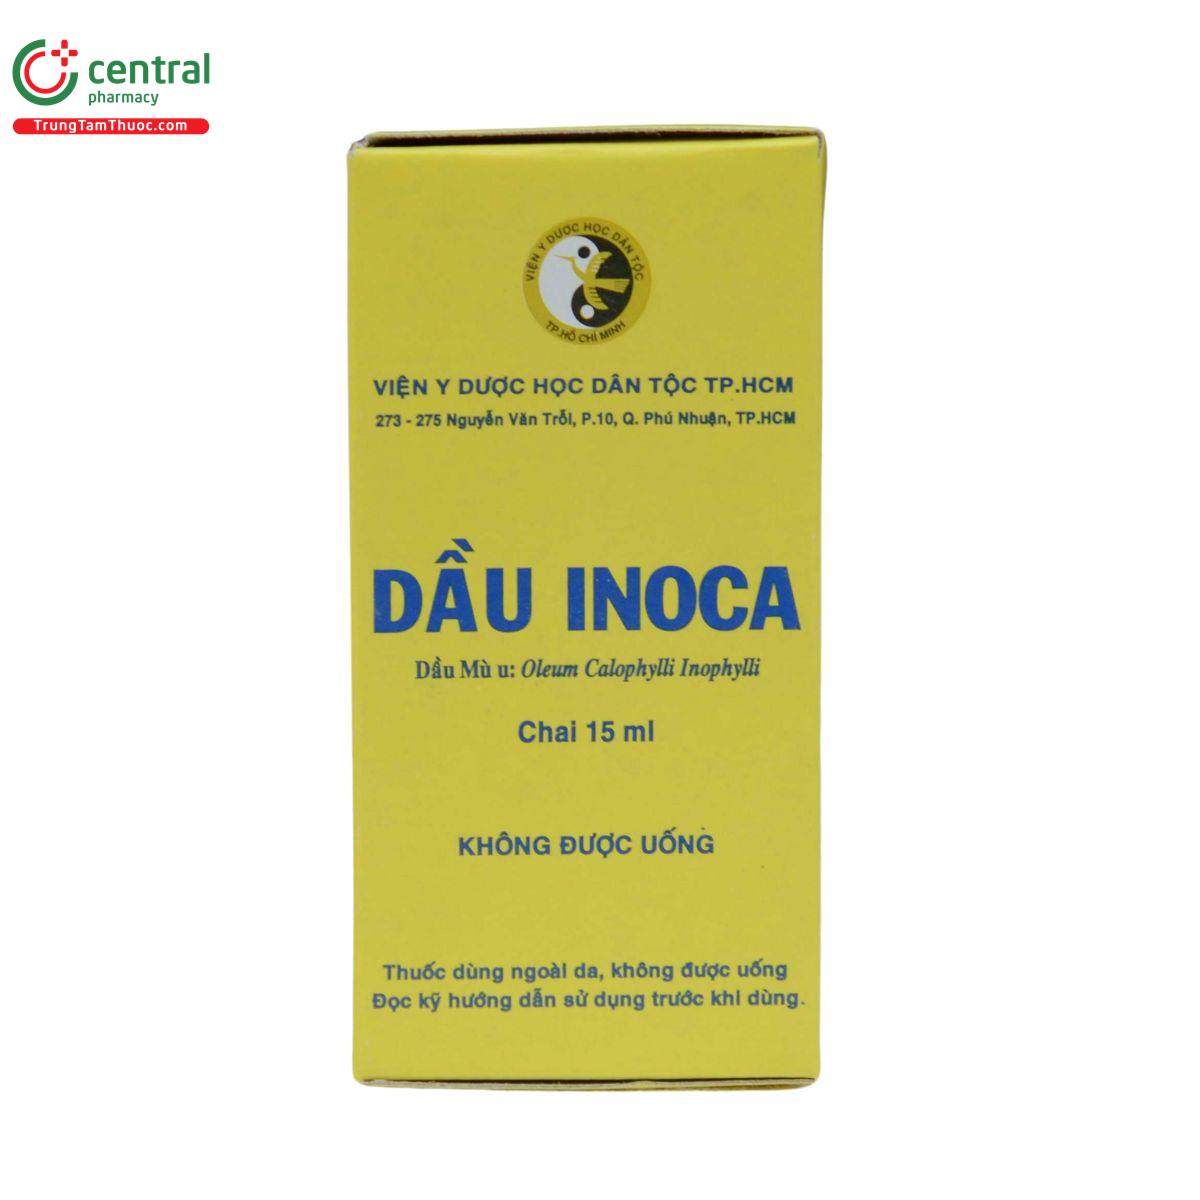 central
pharmacy
TrungTamThuoc.com
VIỆN Y DƯỢC HỌC DÂN TỘC
TP.HỒ CHÍ MINH
VIỆN Y DƯỢC HỌC DÂN TỘC TP.HCM
273 - 275 Nguyễn Văn Trỗi, P.10, Q. Phú Nhuận, TP.HCM
DẦU INOCA
Dầu Mù u: Oleum Calophylli Inophylli
Chai 15 ml
KHÔNG ĐƯỢC UỐNG
Thuốc dùng ngoài da, không được uống
Đọc kỹ hướng dẫn sử dụng trước khi dùng.